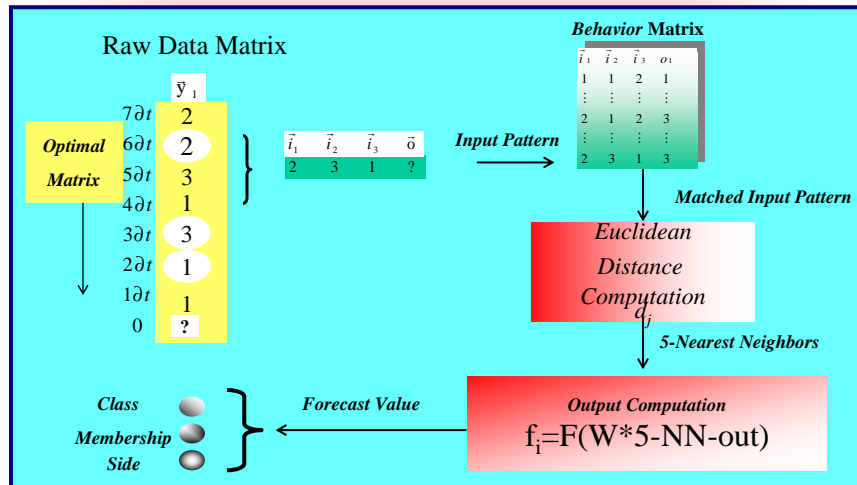 Raw Data Matrix
Behavior Matrix
y⃗ 1
7∂t 2
6∂t 2
5∂t 3
4∂t 1
3∂t 3
2∂t 1
1∂t 1
0 ?
Optimal
Matrix
i⃗1 i⃗2 i⃗3 o⃗
2 3 1 ?
Input Pattern
i⃗1 i⃗2 i⃗3 o1
1 1 2 1
⋮ ⋮ ⋮ ⋮
2 1 2 3
⋮ ⋮ ⋮ ⋮
2 3 1 3
Matched Input Pattern
Euclidean
Distance
Computation
dj
5-Nearest Neighbors
Output Computation
fi=F(W*5-NN-out)
Forecast Value
Class
Membership
Side